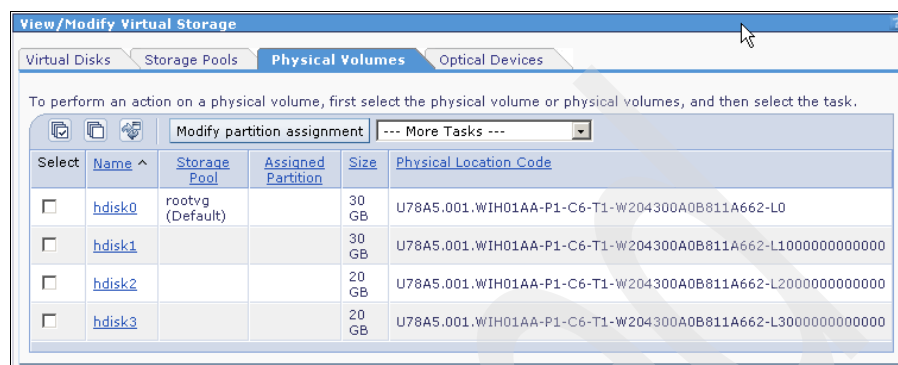 View/Modify Virtual Storage
Virtual Disks Storage Pools Physical Volumes Optical Devices
To perform an action on a physical volume, first select the physical volume or physical volumes, and then select the task.
Modify partition assignment --- More Tasks ---
Select Name ^ Storage Pool Assigned Partition Size Physical Location Code
hdisk0 rootvg (Default) 30 GB U78A5.001.WIH01AA-P1-C6-T1-W204300A0B811A662-L0
hdisk1 30 GB U78A5.001.WIH01AA-P1-C6-T1-W204300A0B811A662-L1000000000000
hdisk2 20 GB U78A5.001.WIH01AA-P1-C6-T1-W204300A0B811A662-L2000000000000
hdisk3 20 GB U78A5.001.WIH01AA-P1-C6-T1-W204300A0B811A662-L3000000000000